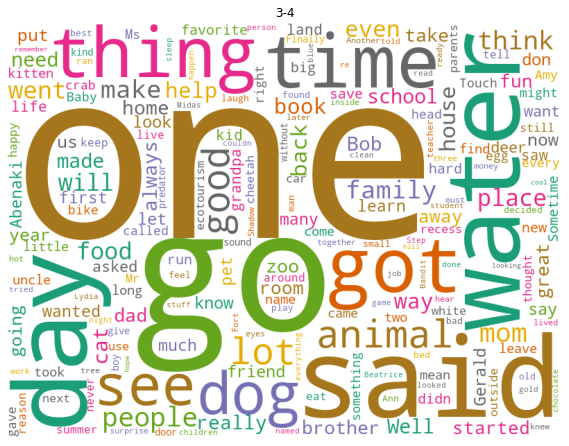 3-4
put
thing
time
favorite
Ms
best
person
land
Finally
blue
big
Another
told
even
take
think
need
kind
sleep
remember
ran
happen
re
ready
tell
don
kitten
went
crab
Baby
make
help
right
read
parents
Amy
Touch
fun
might
life
hot
home
Midas
laugh
found
save
school
book
inside
later
house
want
happy
look
live
without
head
teacher
still
us
keep
couldn
kid
back
Bob
clean
three
hard
find
deer
now
egg
saw
every
one
water
made
Abenaki
will
always
predator
good
ecotourism
grandpa
cheetah
Shadow
car
man
family
money
place
cool
first
bike
let
called
many
learn
student
must
away
decided
sometime
year
little
food
sound
come
together
small
recess
Step
hill
new
go
got
looking
day
uncle
asked
run
feel
zoo
around
room
name
pet
job
Bandit
done
thought
great
going
tried
Mr
long
wanted
Lydia
night
dad
stuff
know
play
came
game
hear
way
two
white
bad
lived
say
cat
give
use
boy
much
Fort
eyes
everything
lot
animal
mom
bed
leave
work
took
tree
never
hope
see
dog
friend
eat
something
Beatrice
looked
Ann
mean
didn
Gerald
outside
old
gold
chocolate
said
gave
reason
next
summer
surprise
people
door
children
really
named
brother
Well
started
knew